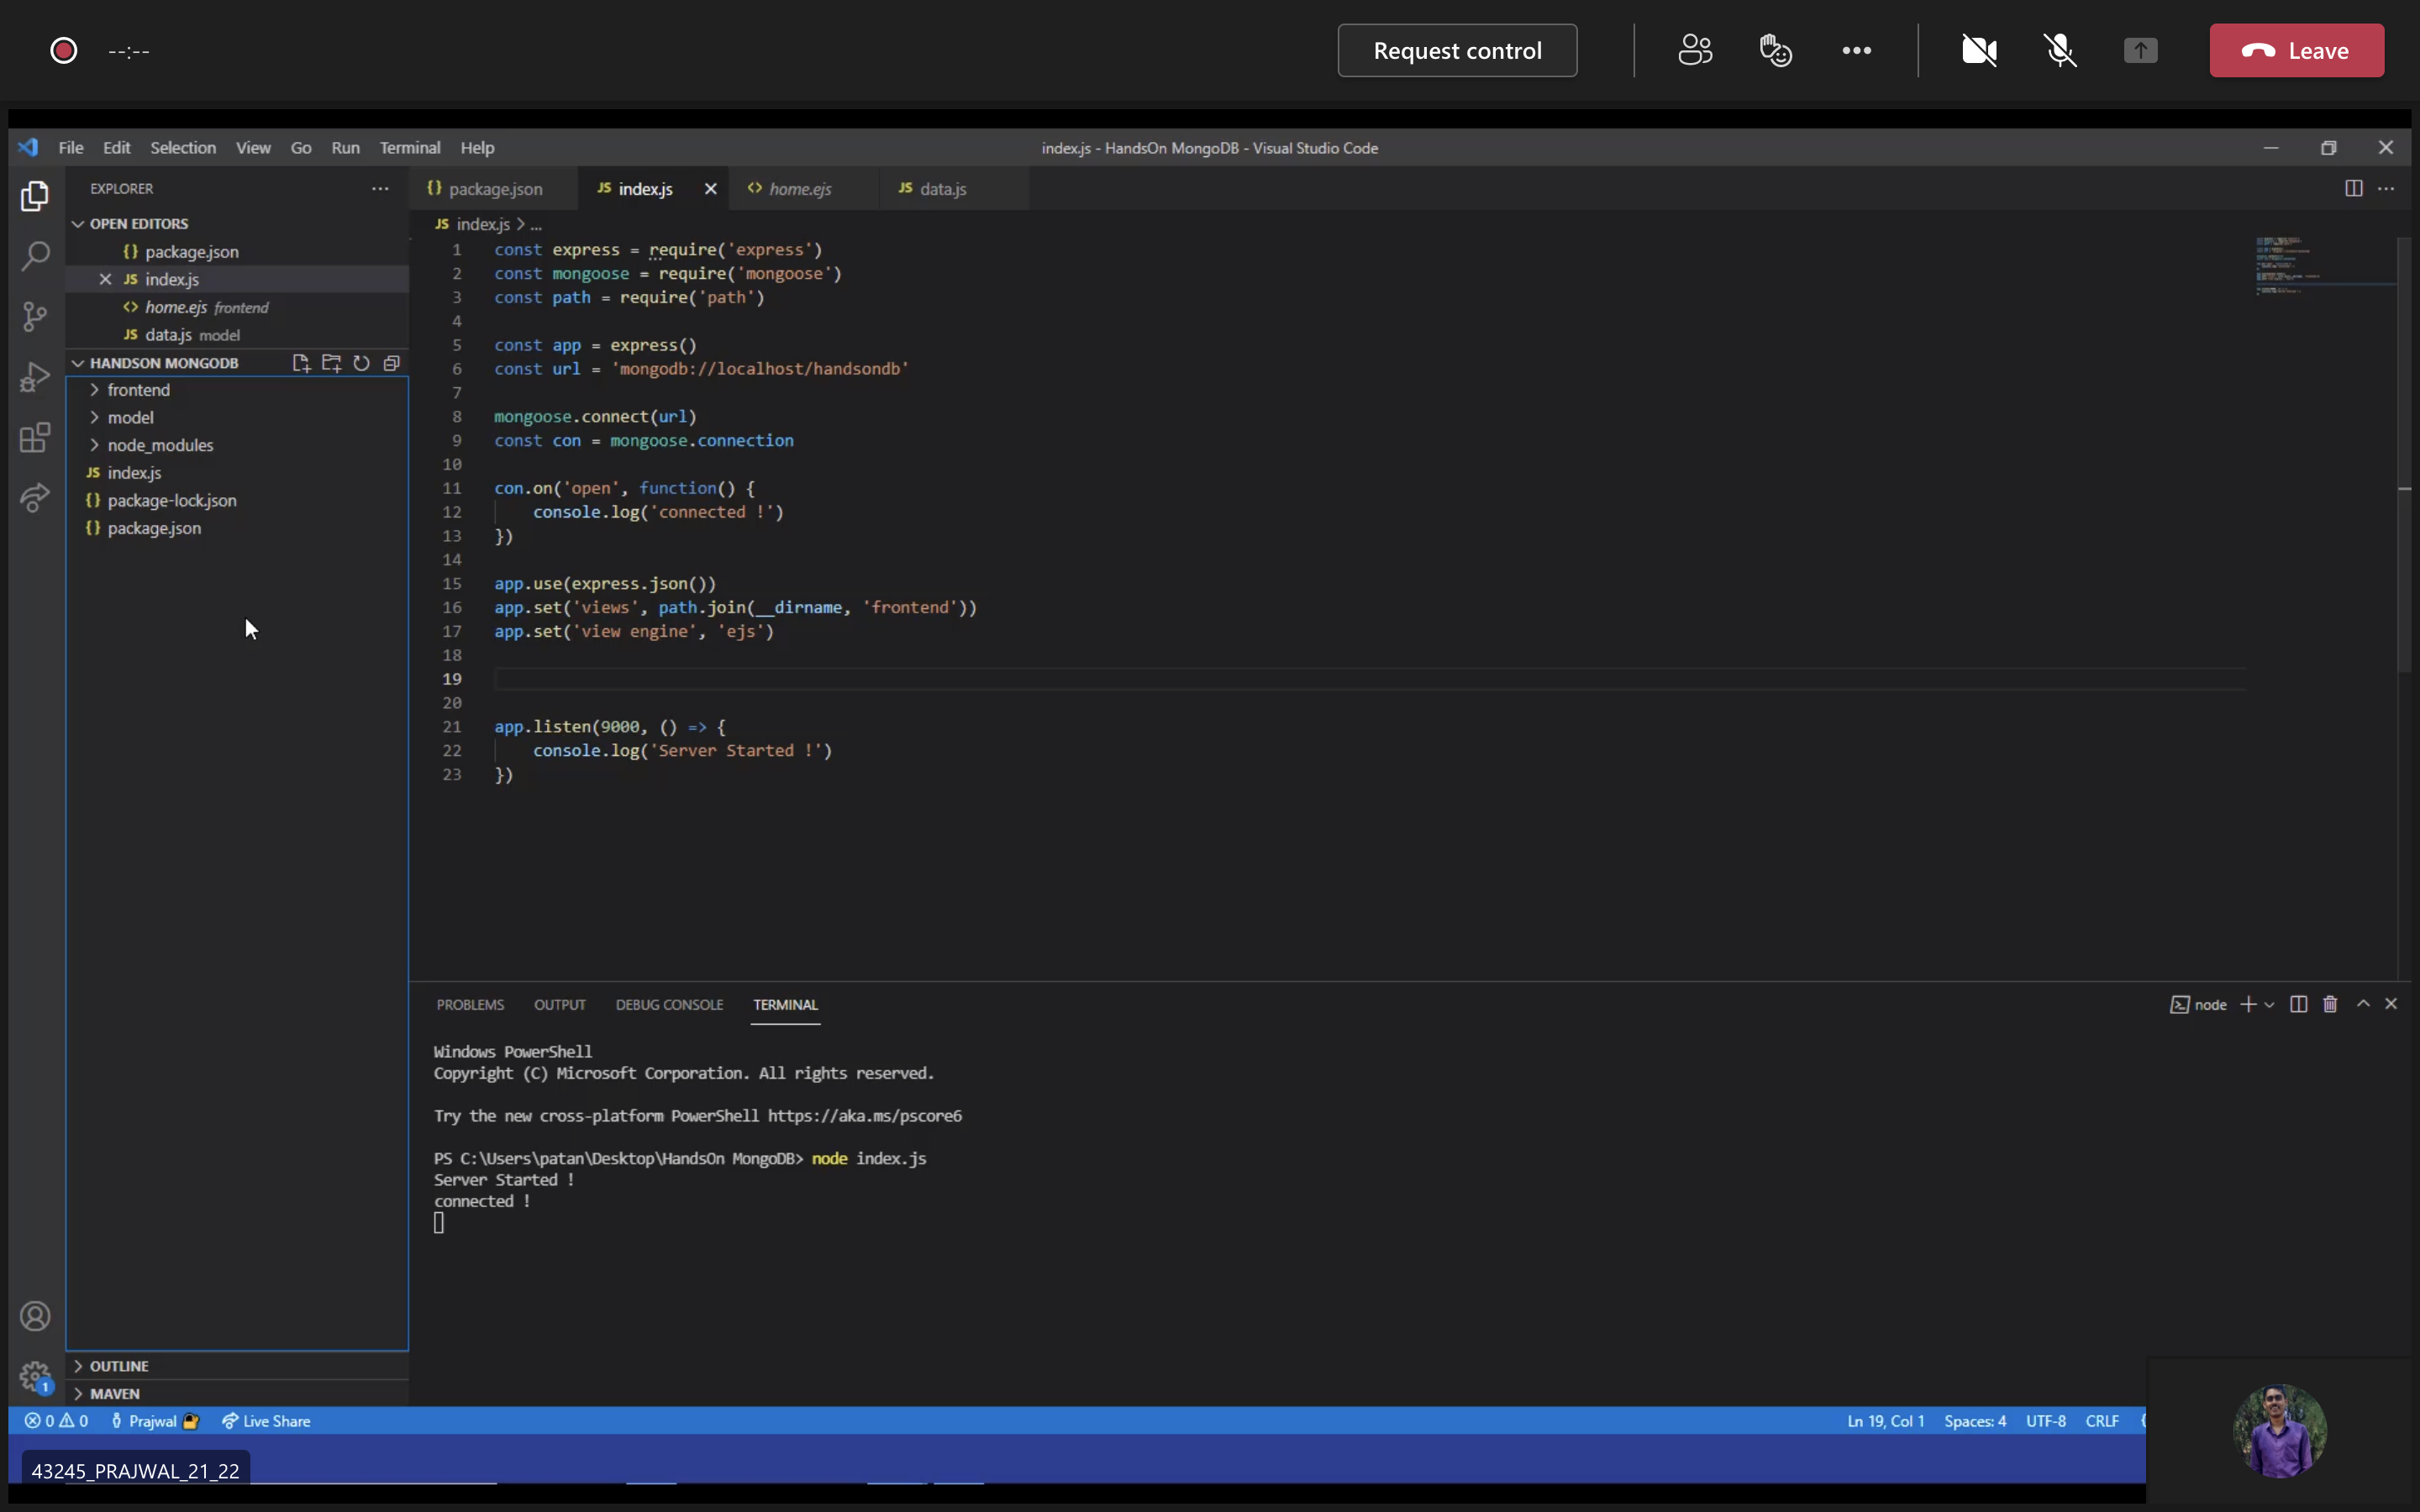 --:--
Request control
Leave
File Edit Selection View Go Run Terminal Help
index.js - HandsOn MongoDB - Visual Studio Code
EXPLORER
OPEN EDITORS
{} package.json
JS index.js
<> home.ejs frontend
JS data.js model
HANDSON MONGODB
frontend
model
node_modules
JS index.js
{} package-lock.json
{} package.json
OUTLINE
MAVEN
{} package.json JS index.js <> home.ejs JS data.js
JS index.js > ...
1 const express = require('express')
2 const mongoose = require('mongoose')
3 const path = require('path')
4
5 const app = express()
6 const url = 'mongodb://localhost/handsondb'
7
8 mongoose.connect(url)
9 const con = mongoose.connection
10
11 con.on('open', function() {
12 console.log('connected !')
13 })
14
15 app.use(express.json())
16 app.set('views', path.join(__dirname, 'frontend'))
17 app.set('view engine', 'ejs')
18
19
20
21 app.listen(9000, () => {
22 console.log('Server Started !')
23 })
PROBLEMS OUTPUT DEBUG CONSOLE TERMINAL
node
Windows PowerShell
Copyright (C) Microsoft Corporation. All rights reserved.
Try the new cross-platform PowerShell https://aka.ms/pscore6
PS C:\Users\patan\Desktop\HandsOn MongoDB> node index.js
Server Started !
connected !
1
0 0 Prajwal Live Share
Ln 19, Col 1 Spaces: 4 UTF-8 CRLF
43245_PRAJWAL_21_22